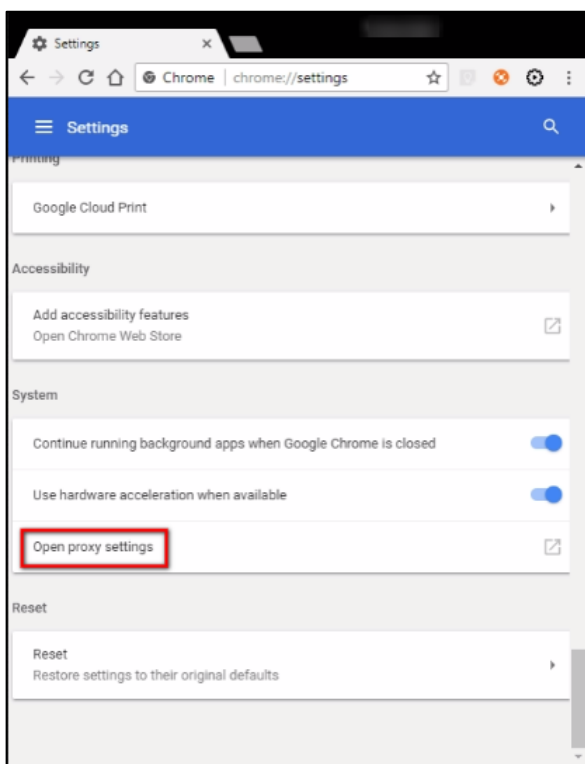 Settings
Chrome | chrome://settings
Settings
Printing
Google Cloud Print
Accessibility
Add accessibility features
Open Chrome Web Store
System
Continue running background apps when Google Chrome is closed
Use hardware acceleration when available
Open proxy settings
Reset
Reset
Restore settings to their original defaults